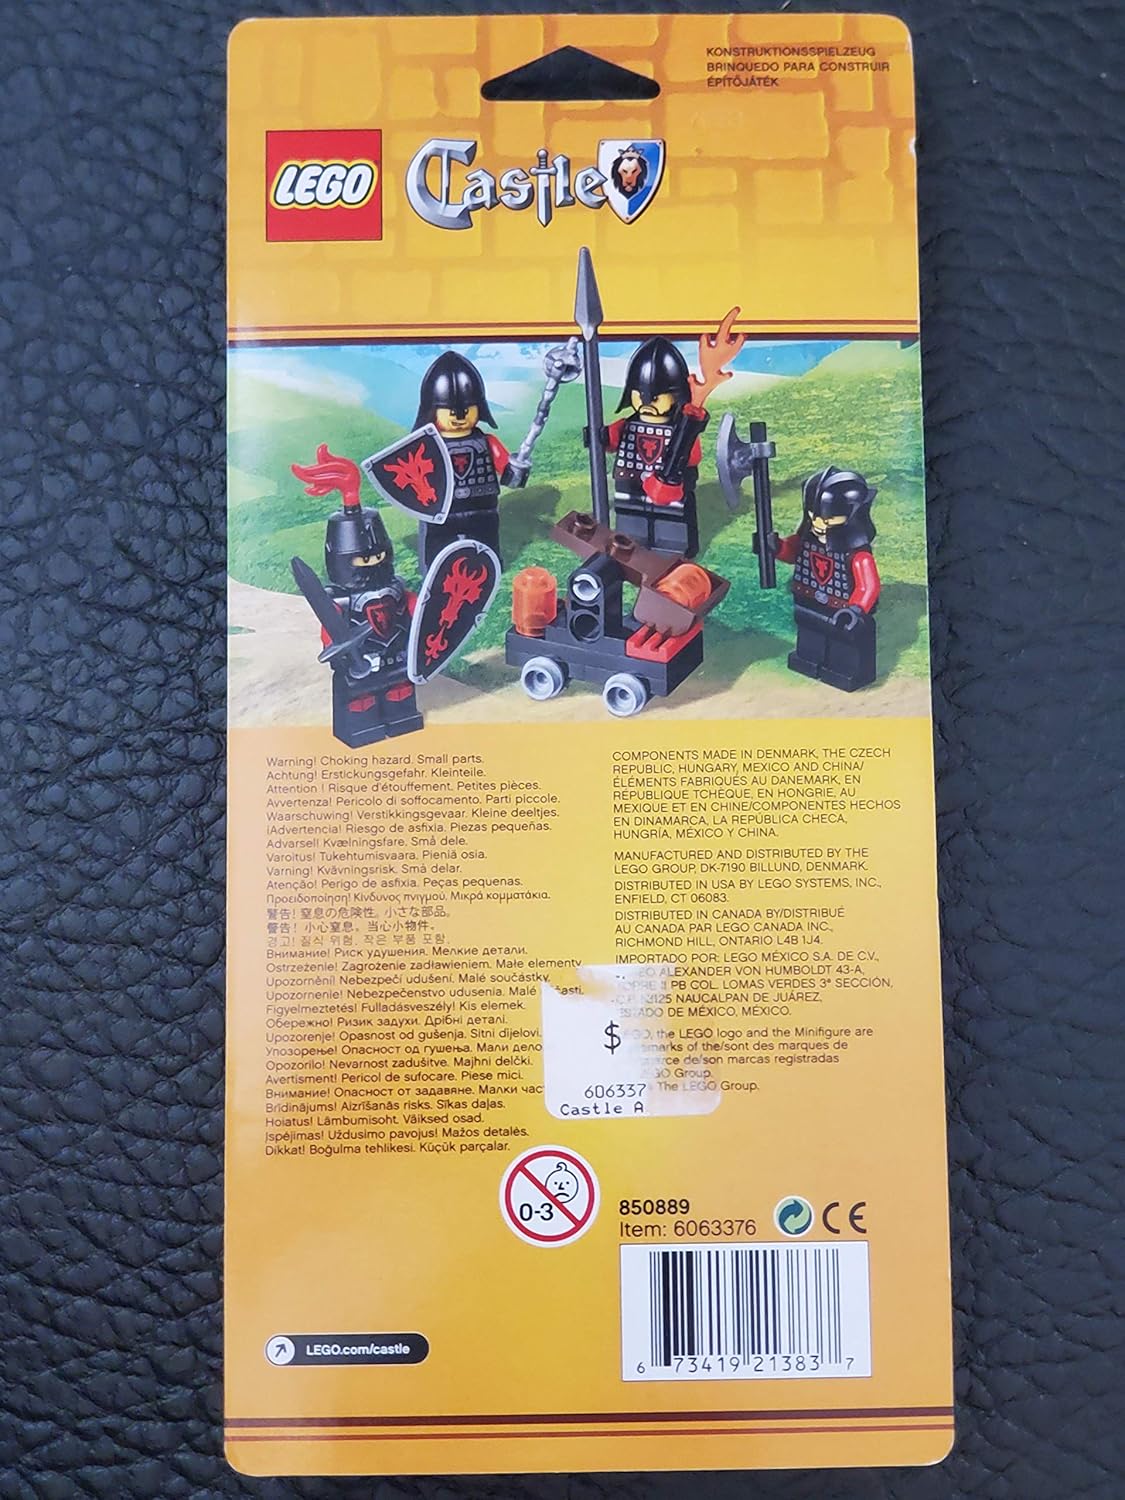 KONSTRUKTIONSSPIELZEUG
BRINQUEDO PARA CONSTRUIR
ÉPÍTŐJÁTÉK
LEGO
Castle
Warning! Choking hazard. Small parts.
Achtung! Erstickungsgefahr. Kleinteile.
Attention ! Risque d'étouffement. Petites pièces.
Avvertenza! Pericolo di soffocamento. Parti piccole.
Waarschuwing! Verstikkingsgevaar. Kleine deeltjes.
¡Advertencia! Riesgo de asfixia. Piezas pequeñas.
Advarsel! Kvælningsfare. Små dele.
Varoitus! Tukehtumisvaara. Pieniä osia.
Varning! Kvävningsrisk. Små delar.
Atenção! Perigo de asfixia. Peças pequenas.
Προειδοποίηση! Κίνδυνος πνιγμού. Μικρά κομματάκια.
警告! 窒息の危険性。小さな部品。
警告! 小心窒息。当心小物件。
경고! 질식 위험. 작은 부품 포함.
Внимание! Риск удушения. Мелкие детали.
Ostrzeżenie! Zagrożenie zadławieniem. Małe elementy
Upozornění! Nebezpečí udušení. Malé součástky.
Upozornenie! Nebezpečenstvo udusenia. Malé časti.
Figyelmeztetés! Fulladásveszély! Kis elemek.
Обережно! Ризик задухи. Дрібні деталі.
Upozorenje! Opasnost od gušenja. Sitni dijelovi.
Упозорење! Опасност од гушења. Мали дело
Opozorilo! Nevarnost zadušitve. Majhni delčki.
Avertisment! Pericol de sufocare. Piese mici.
Внимание! Опасност от задавяне. Малки час
Brīdinājums! Aizrīšanās risks. Sīkas daļas.
Hoiatus! Lämbumisoht. Väiksed osad.
Įspėjimas! Uždusimo pavojus! Mažos detalės.
Dikkat! Boğulma tehlikesi. Küçük parçalar.
COMPONENTS MADE IN DENMARK, THE CZECH
REPUBLIC, HUNGARY, MEXICO AND CHINA/
ÉLÉMENTS FABRIQUÉS AU DANEMARK, EN
RÉPUBLIQUE TCHÈQUE, EN HONGRIE, AU
MEXIQUE ET EN CHINE/COMPONENTES HECHOS
EN DINAMARCA, LA REPÚBLICA CHECA,
HUNGRÍA, MÉXICO Y CHINA.
MANUFACTURED AND DISTRIBUTED BY THE
LEGO GROUP, DK-7190 BILLUND, DENMARK.
DISTRIBUTED IN USA BY LEGO SYSTEMS, INC.,
ENFIELD, CT 06083.
DISTRIBUTED IN CANADA BY/DISTRIBUÉ
AU CANADA PAR LEGO CANADA INC.,
RICHMOND HILL, ONTARIO L4B 1J4.
IMPORTADO POR: LEGO MÉXICO S.A. DE C.V.,
ALEXANDER VON HUMBOLDT 43-A,
TORRE II PB COL. LOMAS VERDES 3ª SECCIÓN,
C.P. 53125 NAUCALPAN DE JUÁREZ,
ESTADO DE MÉXICO, MÉXICO.
LEGO, the LEGO logo and the Minifigure are
marks of the/sont des marques de
de/son marcas registradas
LEGO Group.
The LEGO Group.
$
606337
Castle A
0-3
850889
Item: 6063376
CE
6 73419 21383 7
LEGO.com/castle